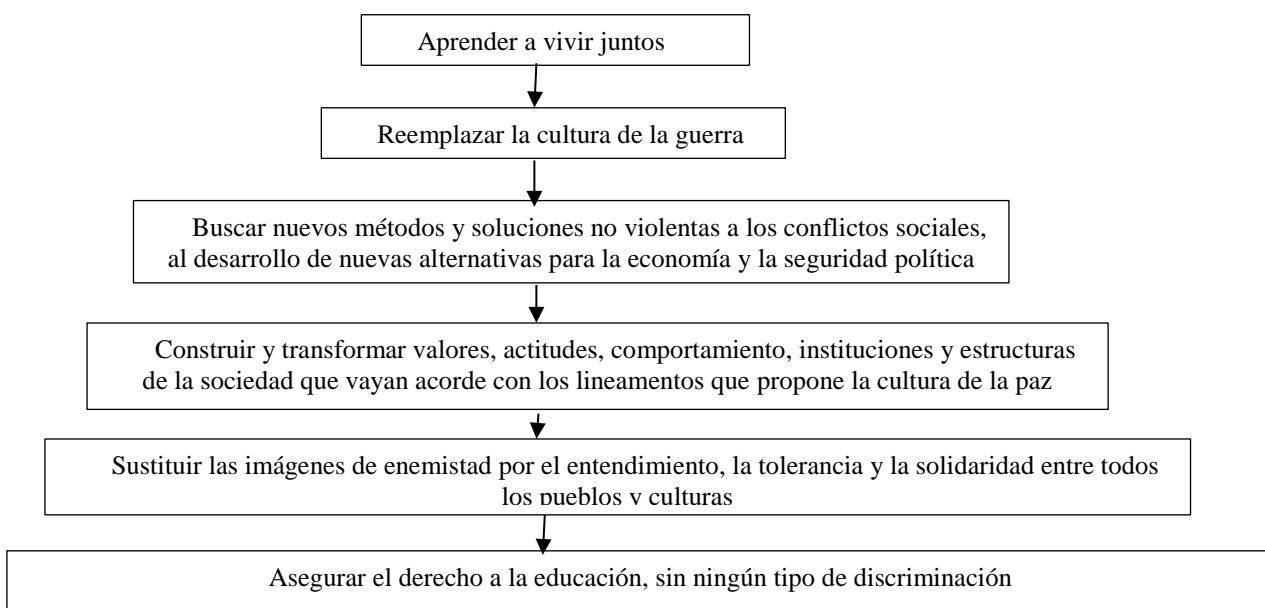 Aprender a vivir juntos
Reemplazar la cultura de la guerra
Buscar nuevos métodos y soluciones no violentas a los conflictos sociales,
al desarrollo de nuevas alternativas para la economía y la seguridad política
Construir y transformar valores, actitudes, comportamiento, instituciones y estructuras
de la sociedad que vayan acorde con los lineamentos que propone la cultura de la paz
Sustituir las imágenes de enemistad por el entendimiento, la tolerancia y la solidaridad entre todos
los pueblos y culturas
Asegurar el derecho a la educación, sin ningún tipo de discriminación